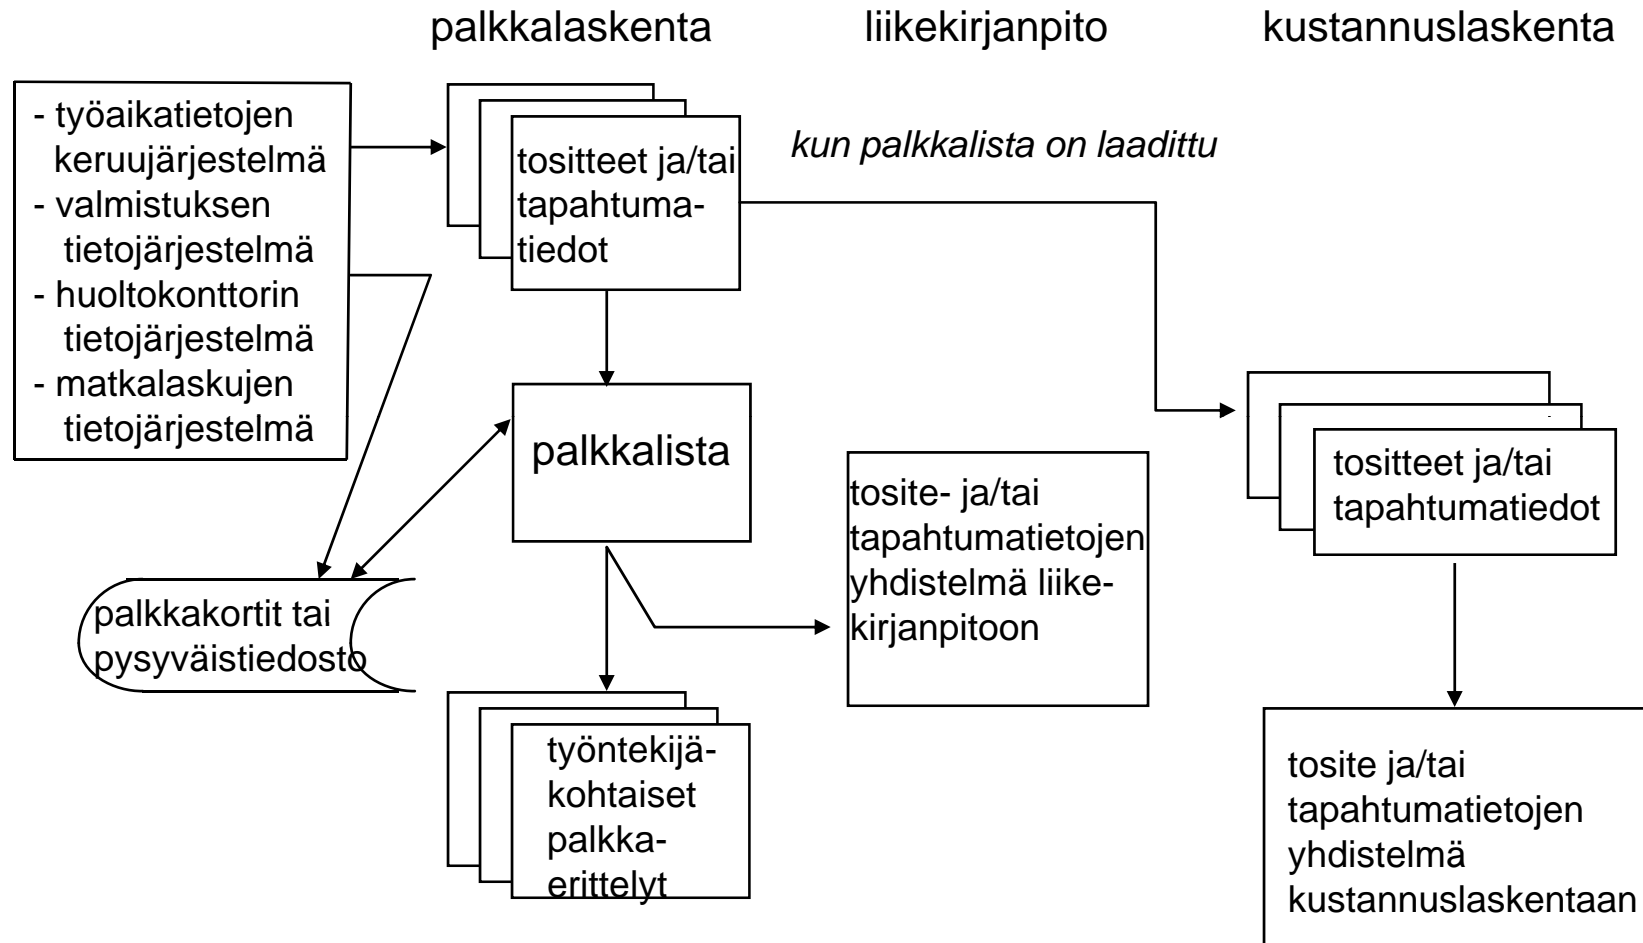 palkkalaskenta
liikekirjanpito
kustannuslaskenta
- työaikatietojen
keruujärjestelmä
- valmistuksen
tietojärjestelmä
- huoltokonttorin
tietojärjestelmä
- matkalaskujen
tietojärjestelmä
tositteet ja/tai
tapahtuma-
tiedot
kun palkkalista on laadittu
palkkalista
tosite- ja/tai
tapahtumatietojen
yhdistelmä liike-
kirjanpitoon
tositteet ja/tai
tapahtumatiedot
palkkakortit tai
pysyväistiedosto
työntekijä-
kohtaiset
palkka-
erittelyt
tosite ja/tai
tapahtumatietojen
yhdistelmä
kustannuslaskentaan